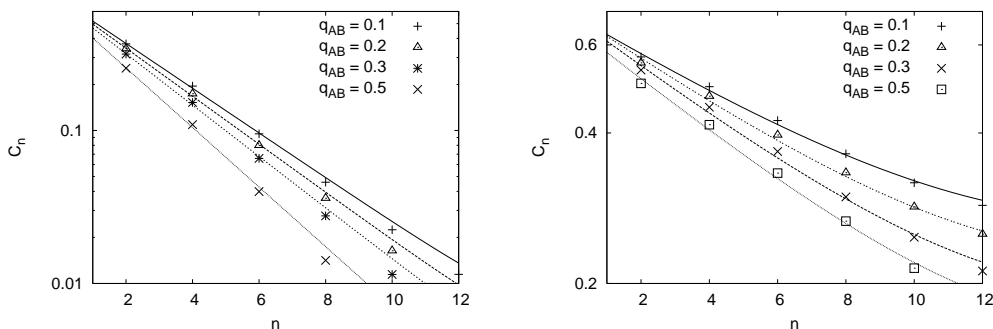 q_AB = 0.1
q_AB = 0.2
q_AB = 0.3
q_AB = 0.5
0.1
0.01
C_n
2 4 6 8 10 12
n
q_AB = 0.1
q_AB = 0.2
q_AB = 0.3
q_AB = 0.5
0.6
0.4
0.2
C_n
2 4 6 8 10 12
n